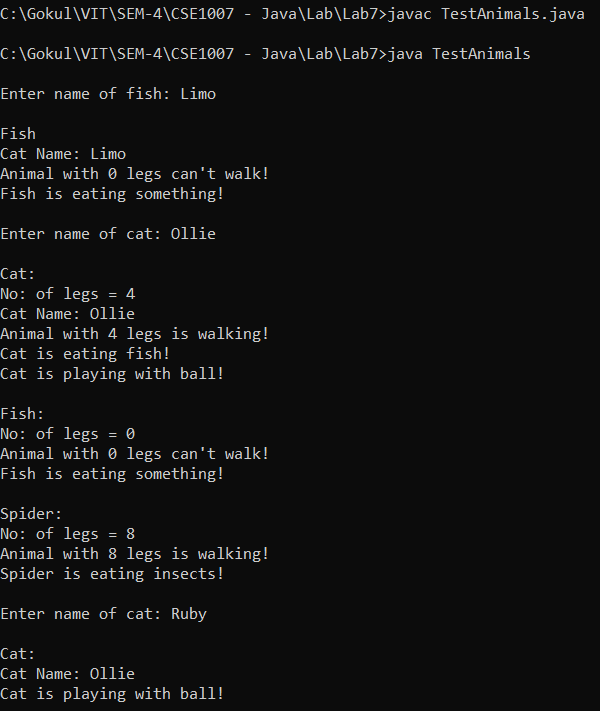 C:\Gokul\VIT\SEM-4\CSE1007 - Java\Lab\Lab7>javac TestAnimals.java
C:\Gokul\VIT\SEM-4\CSE1007 - Java\Lab\Lab7>java TestAnimals
Enter name of fish: Limo
Fish
Cat Name: Limo
Animal with 0 legs can't walk!
Fish is eating something!
Enter name of cat: Ollie
Cat:
No: of legs = 4
Cat Name: Ollie
Animal with 4 legs is walking!
Cat is eating fish!
Cat is playing with ball!
Fish:
No: of legs = 0
Animal with 0 legs can't walk!
Fish is eating something!
Spider:
No: of legs = 8
Animal with 8 legs is walking!
Spider is eating insects!
Enter name of cat: Ruby
Cat:
Cat Name: Ollie
Cat is playing with ball!